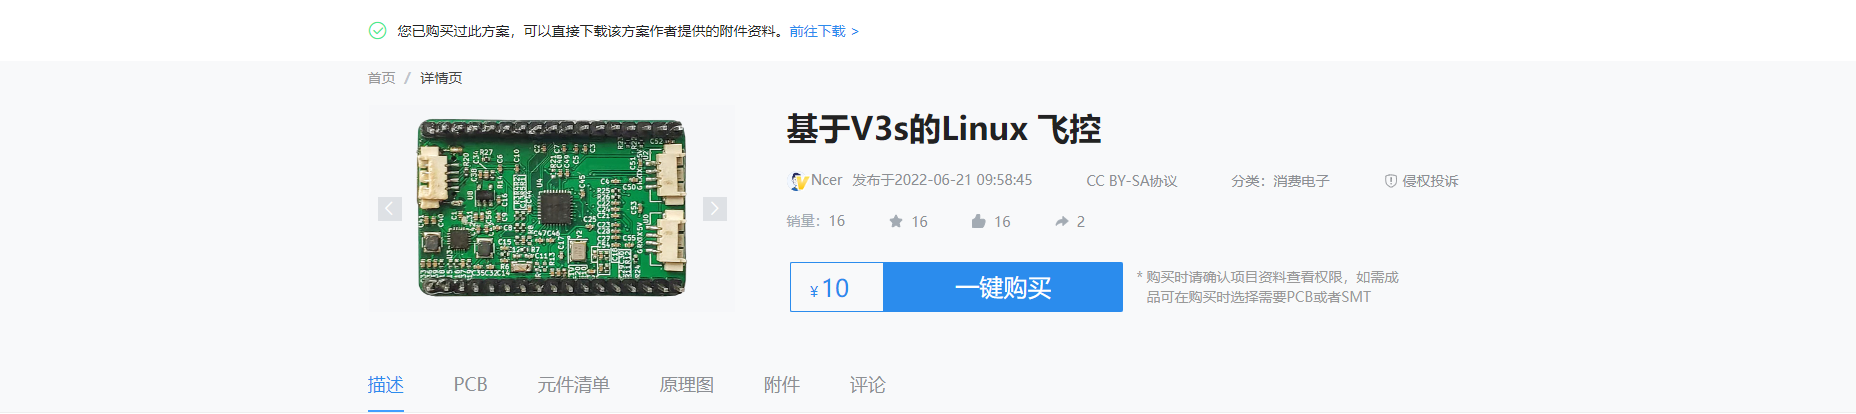 您已购买过此方案，可以直接下载该方案作者提供的附件资料。前往下载 >
首页 / 详情页
基于V3s的Linux 飞控
Ncer 发布于2022-06-21 09:58:45 CC BY-SA协议 分类：消费电子 侵权投诉
销量：16 16 16 2
¥10 一键购买
* 购买时请确认项目资料查看权限，如需成
品可在购买时选择需要PCB或者SMT
描述 PCB 元件清单 原理图 附件 评论